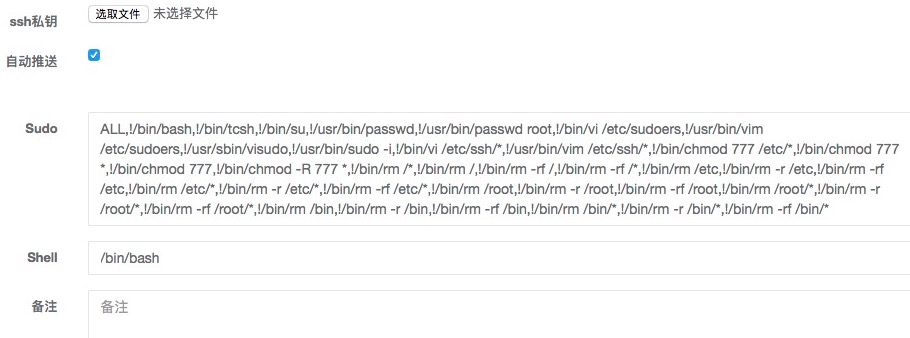 ssh私钥 选取文件 未选择文件
自动推送
Sudo
ALL,!/bin/bash,!/bin/tcsh,!/bin/su,!/usr/bin/passwd,!/usr/bin/passwd root,!/bin/vi /etc/sudoers,!/usr/bin/vim
/etc/sudoers,!/usr/sbin/visudo,!/usr/bin/sudo -i,!/bin/vi /etc/ssh/*,!/usr/bin/vim /etc/ssh/*,!/bin/chmod 777 /etc/*,!/bin/chmod 777
*,!/bin/chmod 777,!/bin/chmod -R 777 *,!/bin/rm /*,!/bin/rm /,!/bin/rm -rf /,!/bin/rm -rf /*,!/bin/rm /etc,!/bin/rm -r /etc,!/bin/rm -rf
/etc,!/bin/rm /etc/*,!/bin/rm -r /etc/*,!/bin/rm -rf /etc/*,!/bin/rm /root,!/bin/rm -r /root,!/bin/rm -rf /root,!/bin/rm /root/*,!/bin/rm -r
/root/*,!/bin/rm -rf /root/*,!/bin/rm /bin,!/bin/rm -r /bin,!/bin/rm -rf /bin,!/bin/rm /bin/*,!/bin/rm -r /bin/*,!/bin/rm -rf /bin/*
Shell /bin/bash
备注 备注